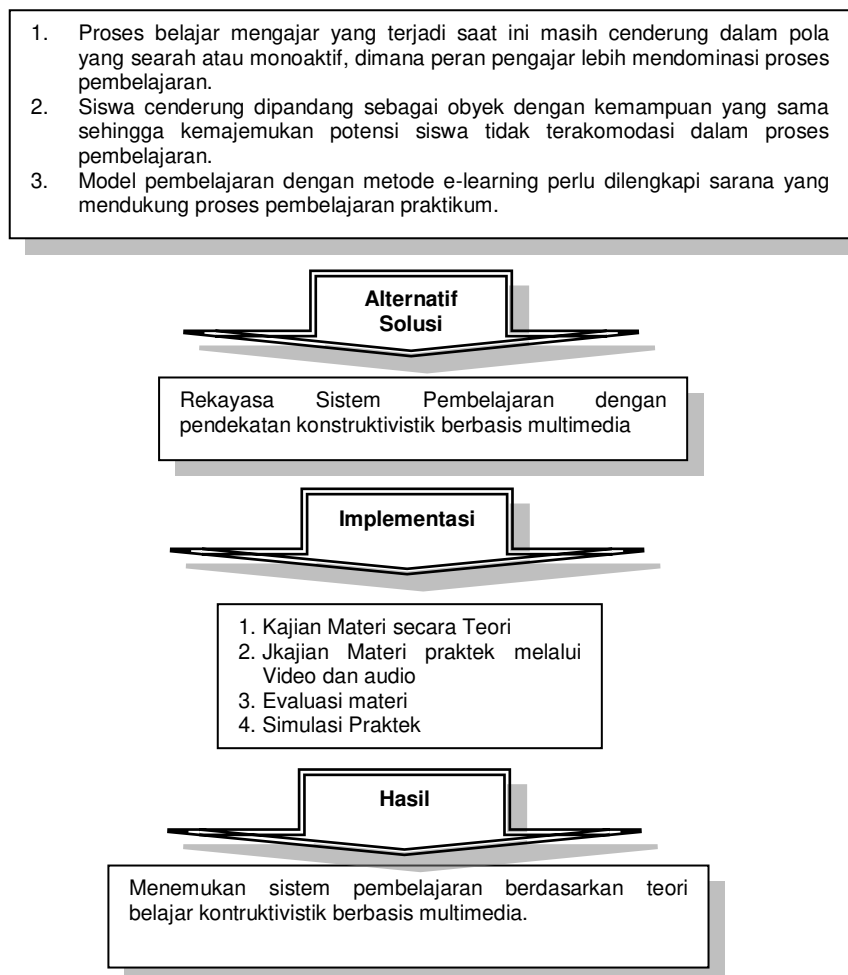 1. Proses belajar mengajar yang terjadi saat ini masih cenderung dalam pola
yang searah atau monoaktif, dimana peran pengajar lebih mendominasi proses
pembelajaran.
2. Siswa cenderung dipandang sebagai obyek dengan kemampuan yang sama
sehingga kemajemukan potensi siswa tidak terakomodasi dalam proses
pembelajaran.
3. Model pembelajaran dengan metode e-learning perlu dilengkapi sarana yang
mendukung proses pembelajaran praktikum.
Alternatif
Solusi
Rekayasa Sistem Pembelajaran dengan
pendekatan konstruktivistik berbasis multimedia
Implementasi
1. Kajian Materi secara Teori
2. Jkajian Materi praktek melalui
Video dan audio
3. Evaluasi materi
4. Simulasi Praktek
Hasil
Menemukan sistem pembelajaran berdasarkan teori
belajar kontruktivistik berbasis multimedia.